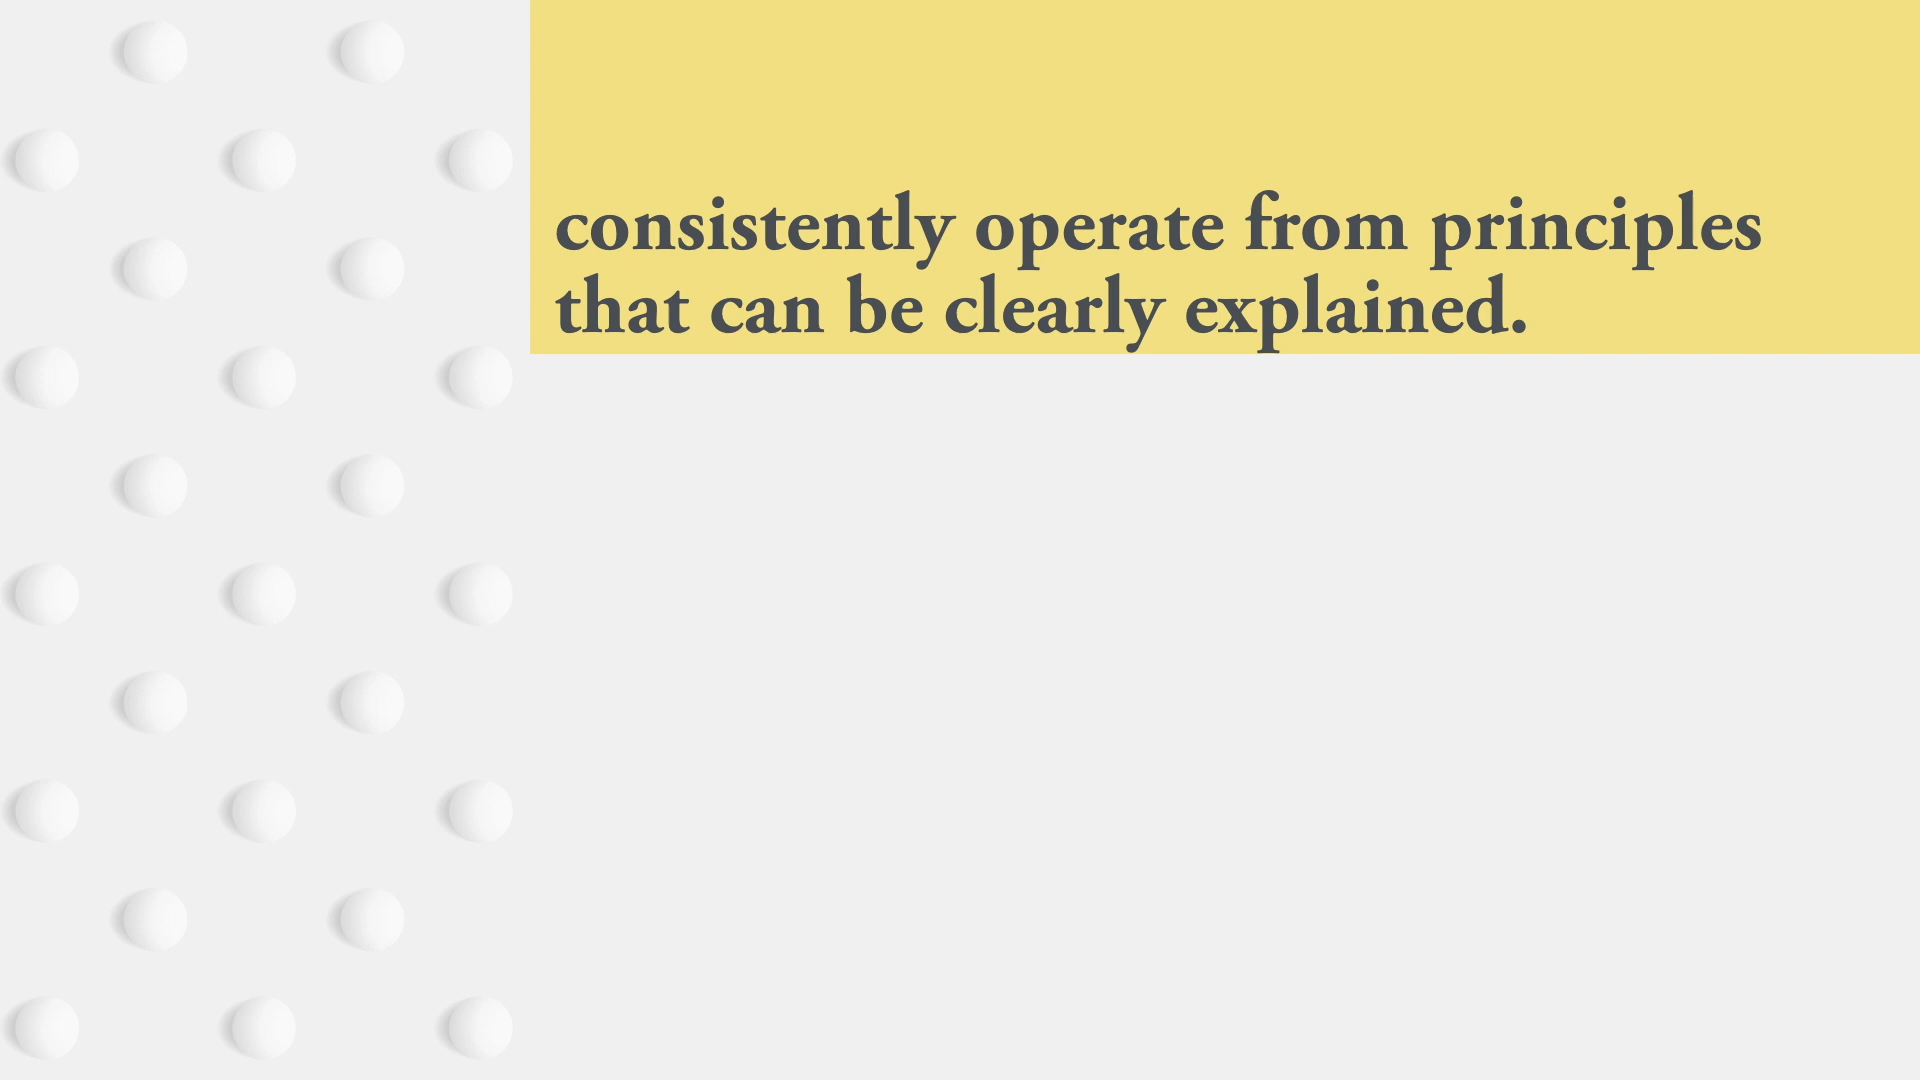 consistently operate from principles
that can be clearly explained.